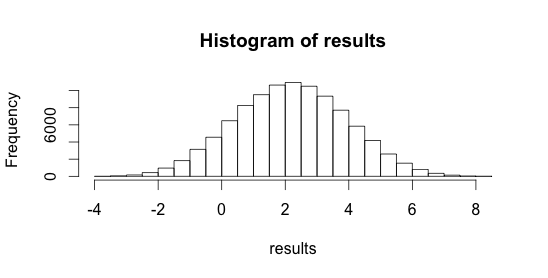 Histogram of results
Frequency
6000
0
-4 -2 0 2 4 6 8
results